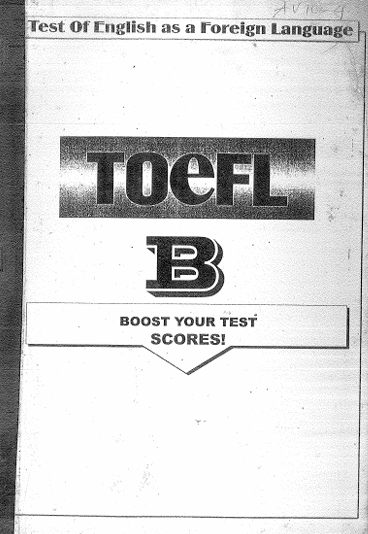 Test Of English as a Foreign Language
TOeFL
B
BOOST YOUR TEST
SCORES!